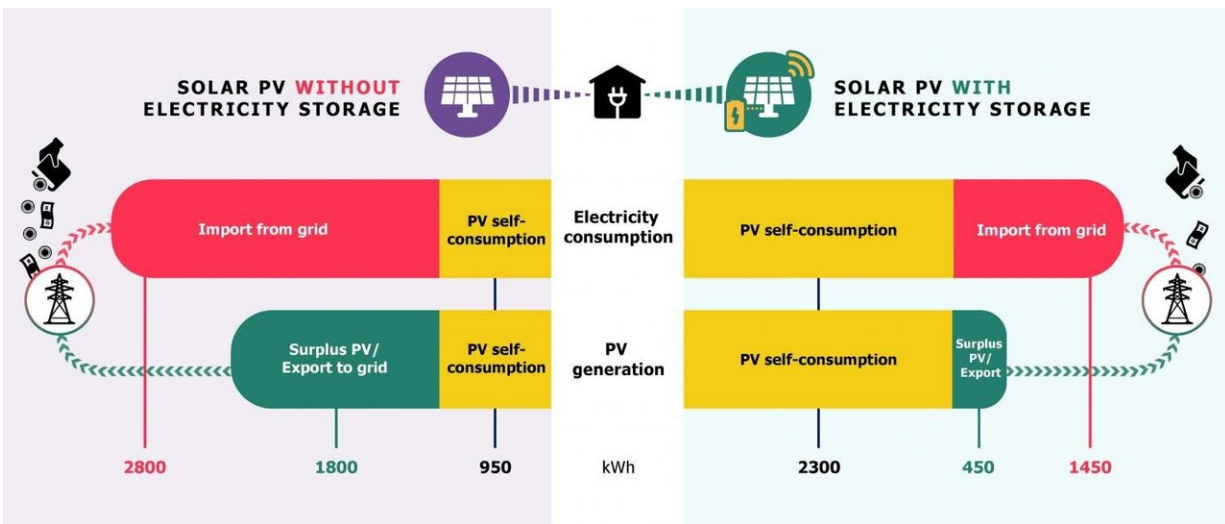 SOLAR PV WITHOUT
ELECTRICITY STORAGE
SOLAR PV WITH
ELECTRICITY STORAGE
Import from grid
PV self-
consumption
Electricity
consumption
PV self-consumption
Import from grid
Surplus PV/
Export to grid
PV self-
consumption
PV
generation
PV self-consumption
Surplus
PV/
Export
2800
1800
950
kWh
2300
450
1450